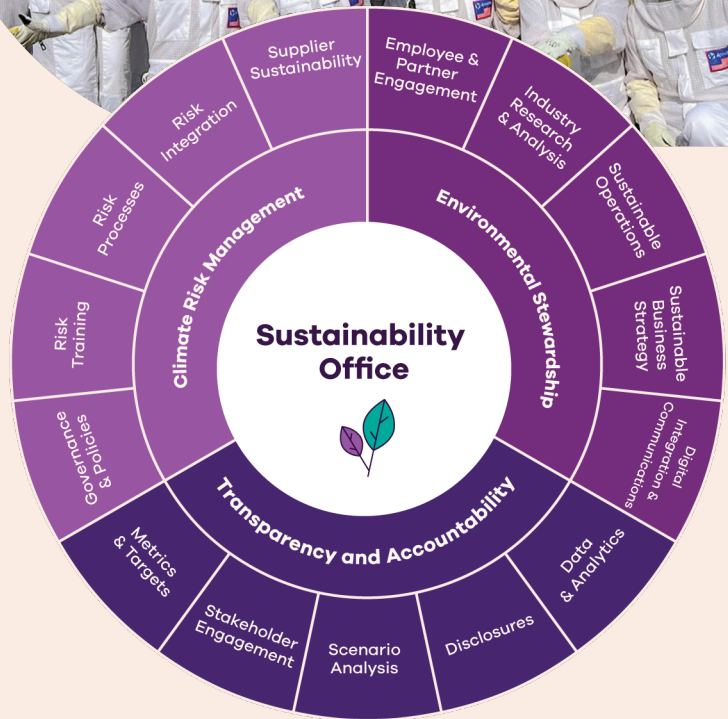 Supplier
Sustainability
Employee &
Partner
Engagement
Industry
Research
& Analysis
Sustainable
Operations
Sustainable
Business
Strategy
Digital
Integration &
Communications
Data
& Analytics
Disclosures
Scenario
Analysis
Stakeholder
Engagement
Metrics
& Targets
Governance
& Policies
Risk
Training
Risk
Processes
Risk
Integration
Climate Risk Management
Environmental Stewardship
Transparency and Accountability
Sustainability
Office